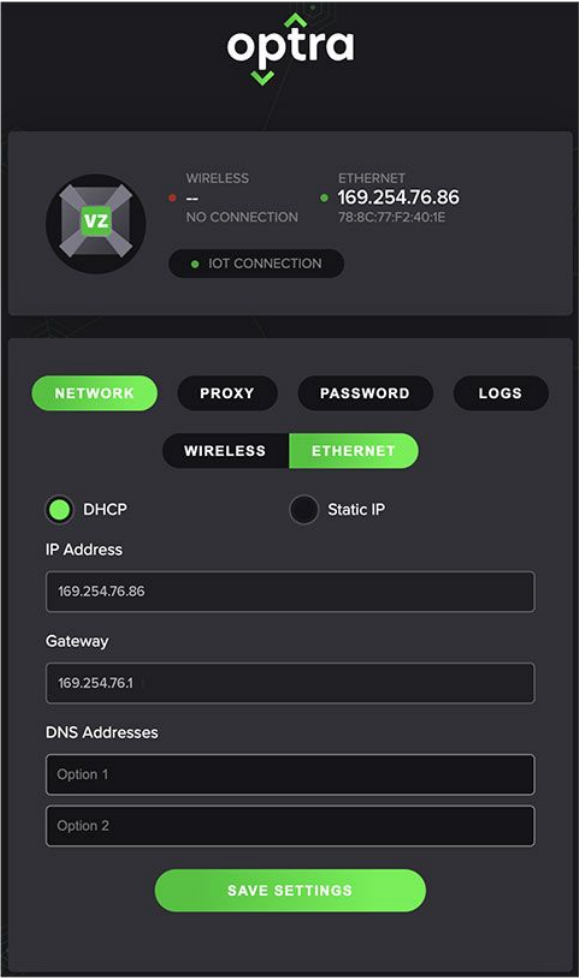 optra
WIRELESS
--
NO CONNECTION
ETHERNET
169.254.76.86
78:8C:77:F2:40:1E
VZ
IOT CONNECTION
NETWORK PROXY PASSWORD LOGS
WIRELESS ETHERNET
DHCP Static IP
IP Address
169.254.76.86
Gateway
169.254.76.1
DNS Addresses
Option 1
Option 2
SAVE SETTINGS